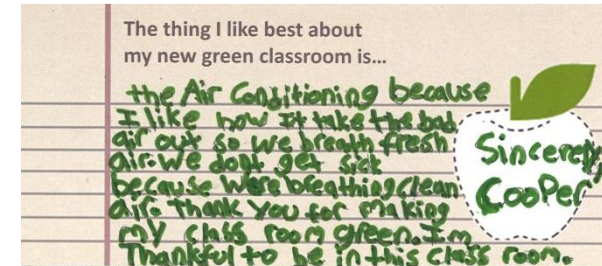 The thing I like best about
my new green classroom is...
the Air Conditioning because
I like how It take the bad
air out so we breath fresh
air. We dont get sick
because were breathing clean
air. Thank you for making
my class room green. I'm
Thankful to be in this class room.
Sincerely,
Cooper